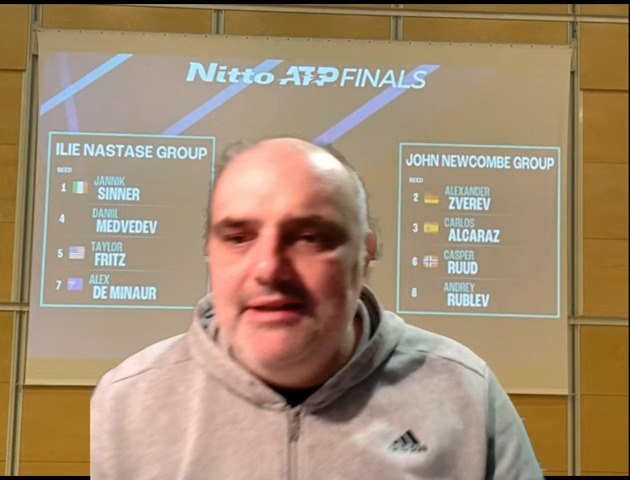 Nitto ATP FINALS
ILIE NASTASE GROUP
SEED
1 JANNIK
SINNER
4 DANIIL
MEDVEDEV
5 TAYLOR
FRITZ
7 ALEX
DE MINAUR
JOHN NEWCOMBE GROUP
SEED
2 ALEXANDER
ZVEREV
3 CARLOS
ALCARAZ
6 CASPER
RUUD
8 ANDREY
RUBLEV
adidas